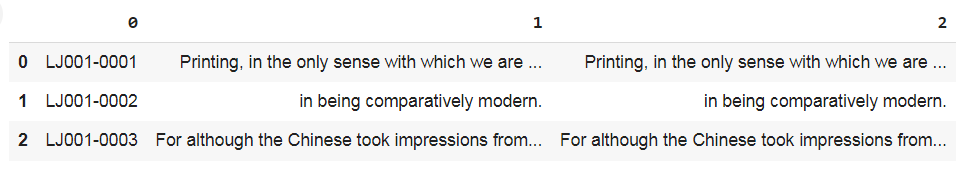 0 1 2
0 LJ001-0001 Printing, in the only sense with which we are ... Printing, in the only sense with which we are ...
1 LJ001-0002 in being comparatively modern. in being comparatively modern.
2 LJ001-0003 For although the Chinese took impressions from... For although the Chinese took impressions from...